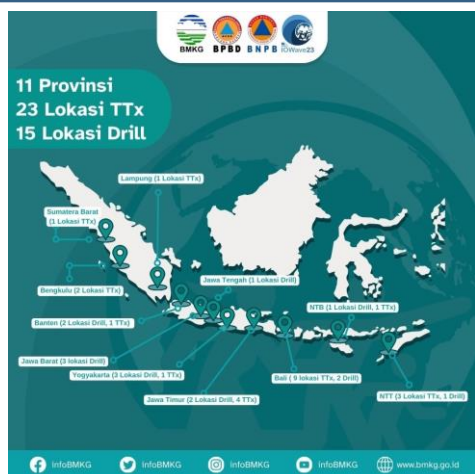 BMKG
BPBD
BNPB
IOWave23
11 Provinsi
23 Lokasi TTx
15 Lokasi Drill
Lampung (1 Lokasi TTx)
Sumatera Barat
(1 Lokasi TTx)
Bengkulu (2 Lokasi TTx)
Jawa Tengah (1 Lokasi Drill)
Banten (2 Lokasi Drill, 1 TTx)
NTB (1 Lokasi Drill, 1 TTx)
Jawa Barat (3 lokasi Drill)
Yogyakarta (3 Lokasi Drill, 1 TTx)
Bali ( 9 lokasi TTx, 2 Drill)
Jawa Timur (2 Lokasi Drill, 4 TTx)
NTT (3 Lokasi TTx, 1 Drill)
infoBMKG
infoBMKG
infoBMKG
infoBMKG
www.bmkg.go.id